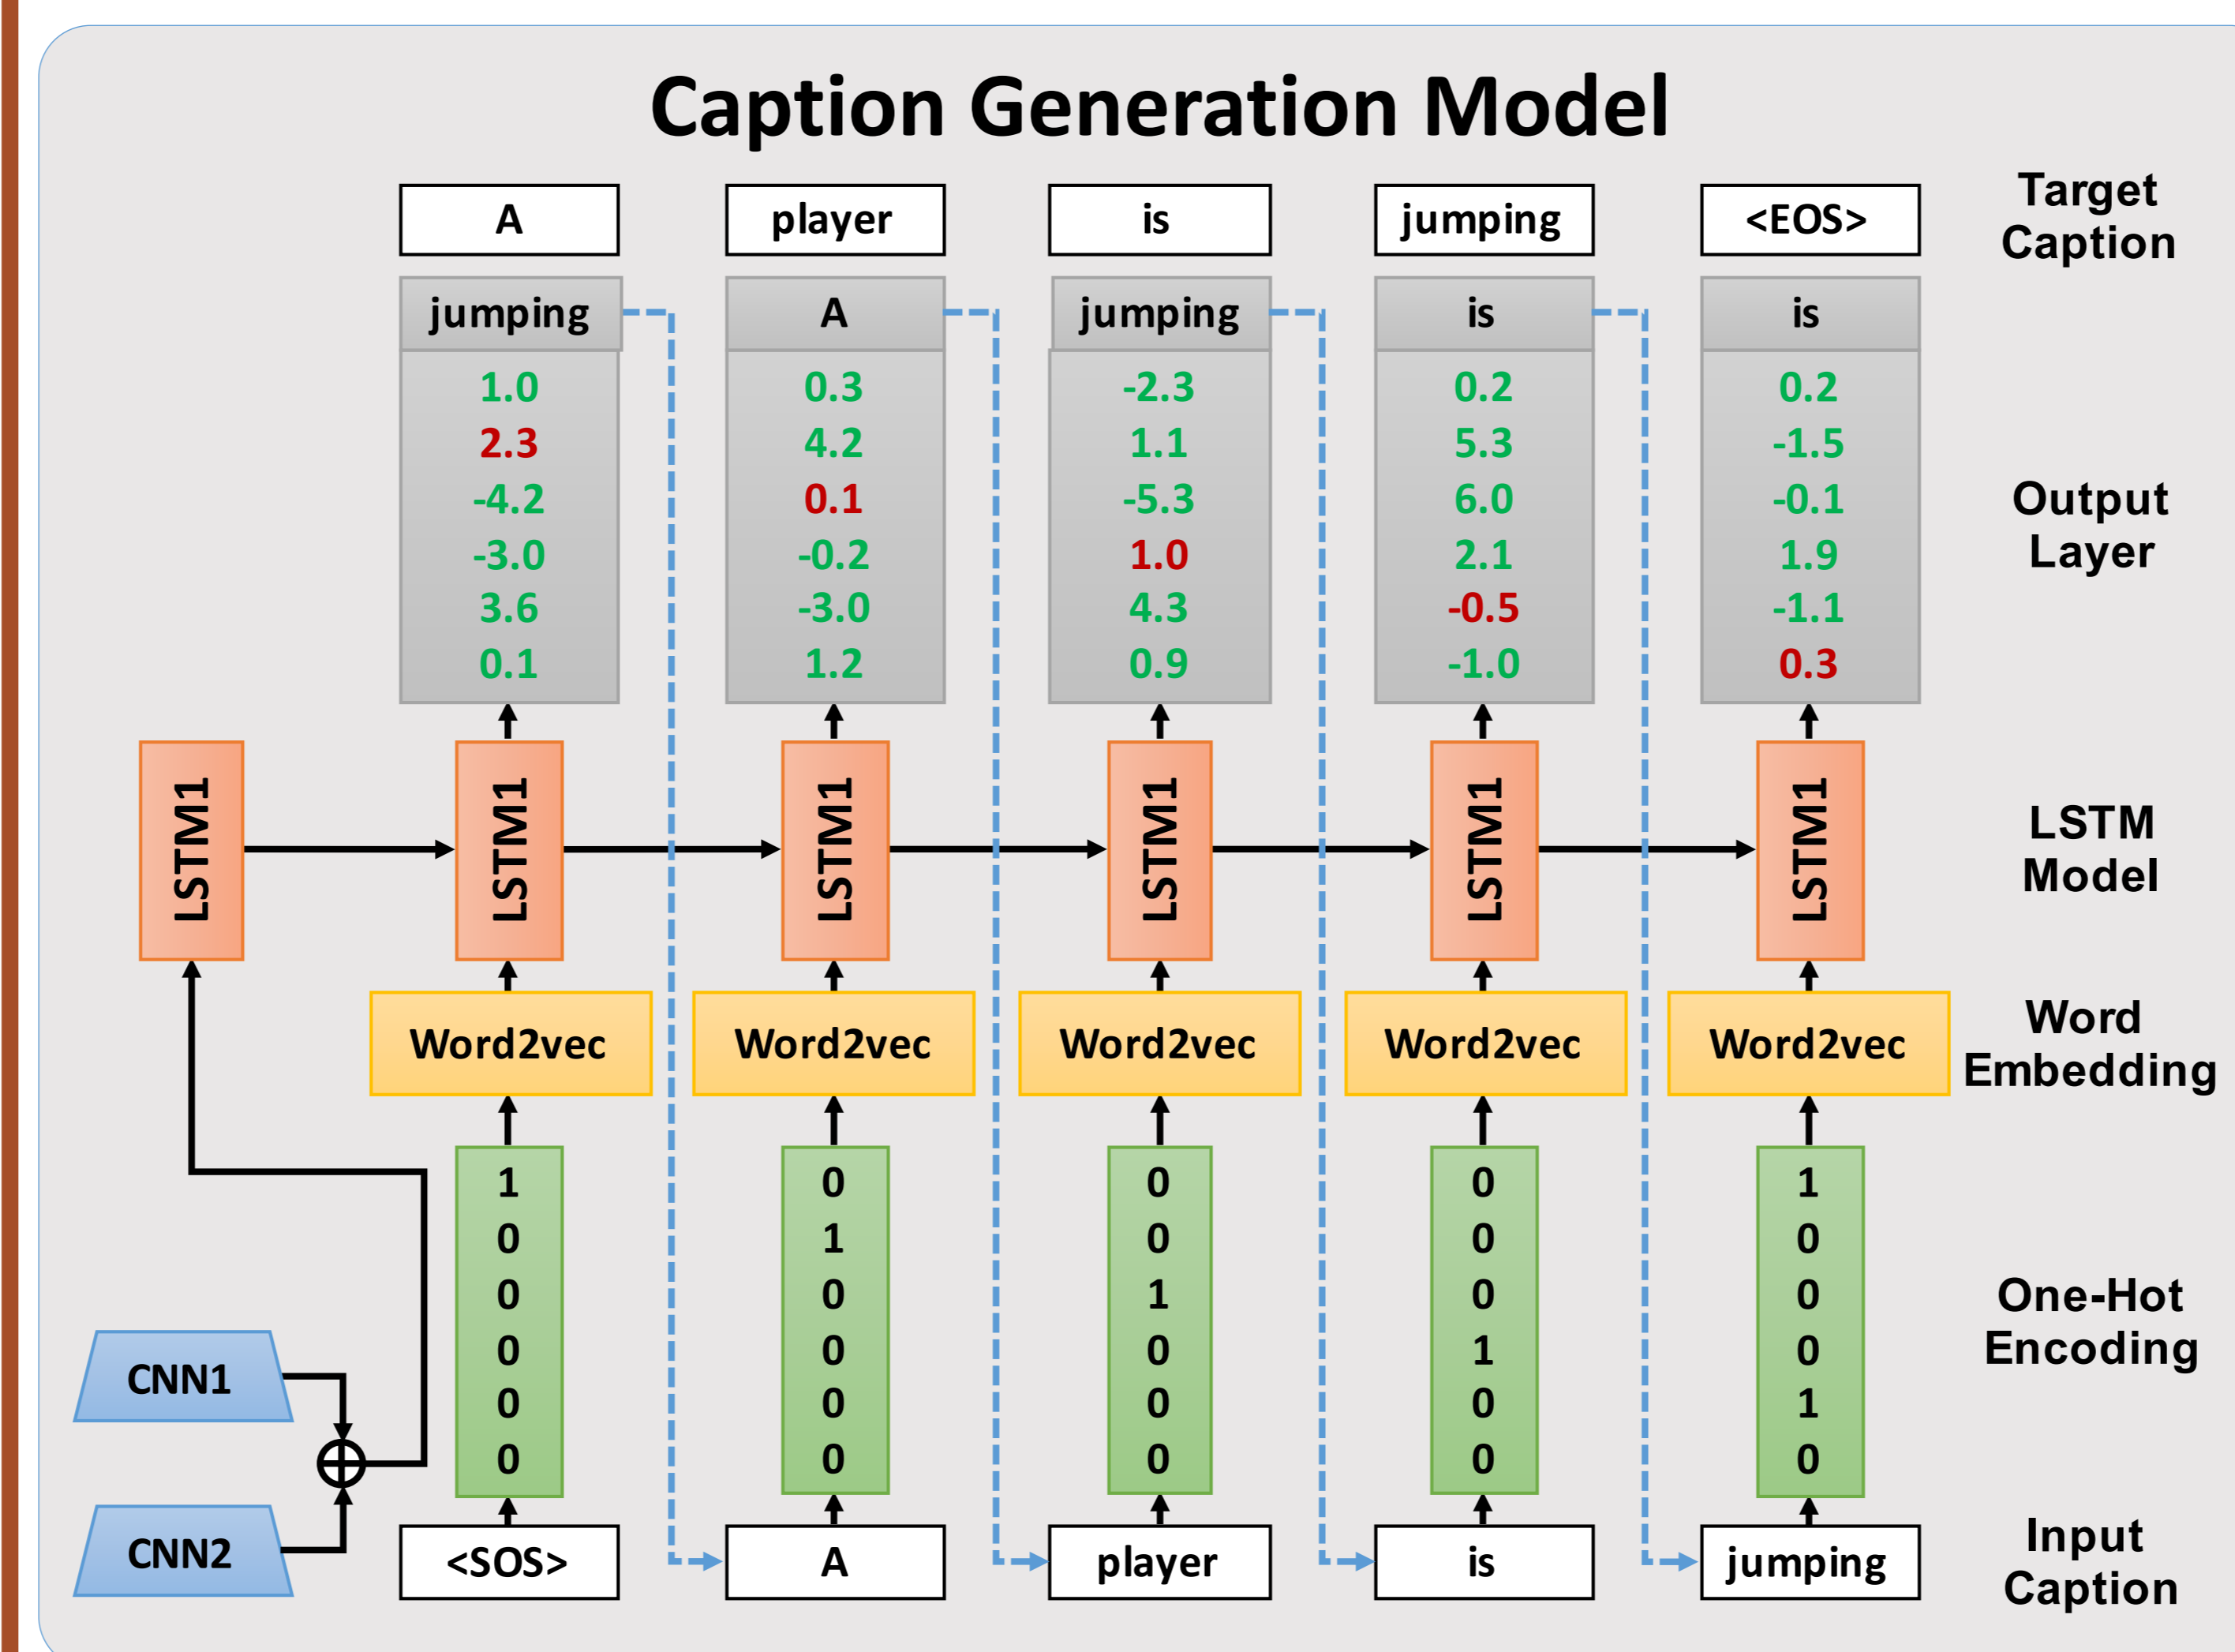 Caption Generation Model
A player is jumping <EOS> Target
Caption
jumping A jumping is is
1.0 0.3 -2.3 0.2 0.2
2.3 4.2 1.1 5.3 -1.5
-4.2 0.1 -5.3 6.0 -0.1 Output
-3.0 -0.2 1.0 2.1 1.9 Layer
3.6 -3.0 4.3 -0.5 -1.1
0.1 1.2 0.9 -1.0 0.3
LSTM1 LSTM1 LSTM1 LSTM1 LSTM1 LSTM1 LSTM
Model
Word2vec Word2vec Word2vec Word2vec Word2vec Word
Embedding
1 0 0 0 1
0 1 0 0 0
0 0 1 0 0 One-Hot
CNN1 0 0 0 1 0 Encoding
0 0 0 0 1
0 0 0 0 0
CNN2 <SOS> A player is jumping Input
Caption